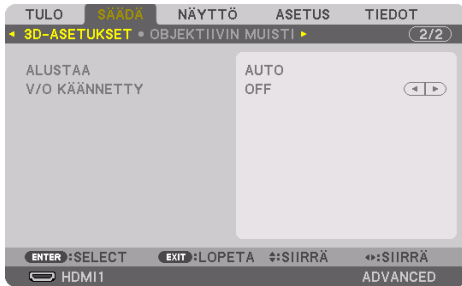 TULO SÄÄDÄ NÄYTTÖ ASETUS TIEDOT
3D-ASETUKSET • OBJEKTIIVIN MUISTI 2/2
ALUSTAA AUTO
V/O KÄÄNNETTY OFF
ENTER :SELECT EXIT :LOPETA :SIIRRÄ :SIIRRÄ
HDMI1 ADVANCED